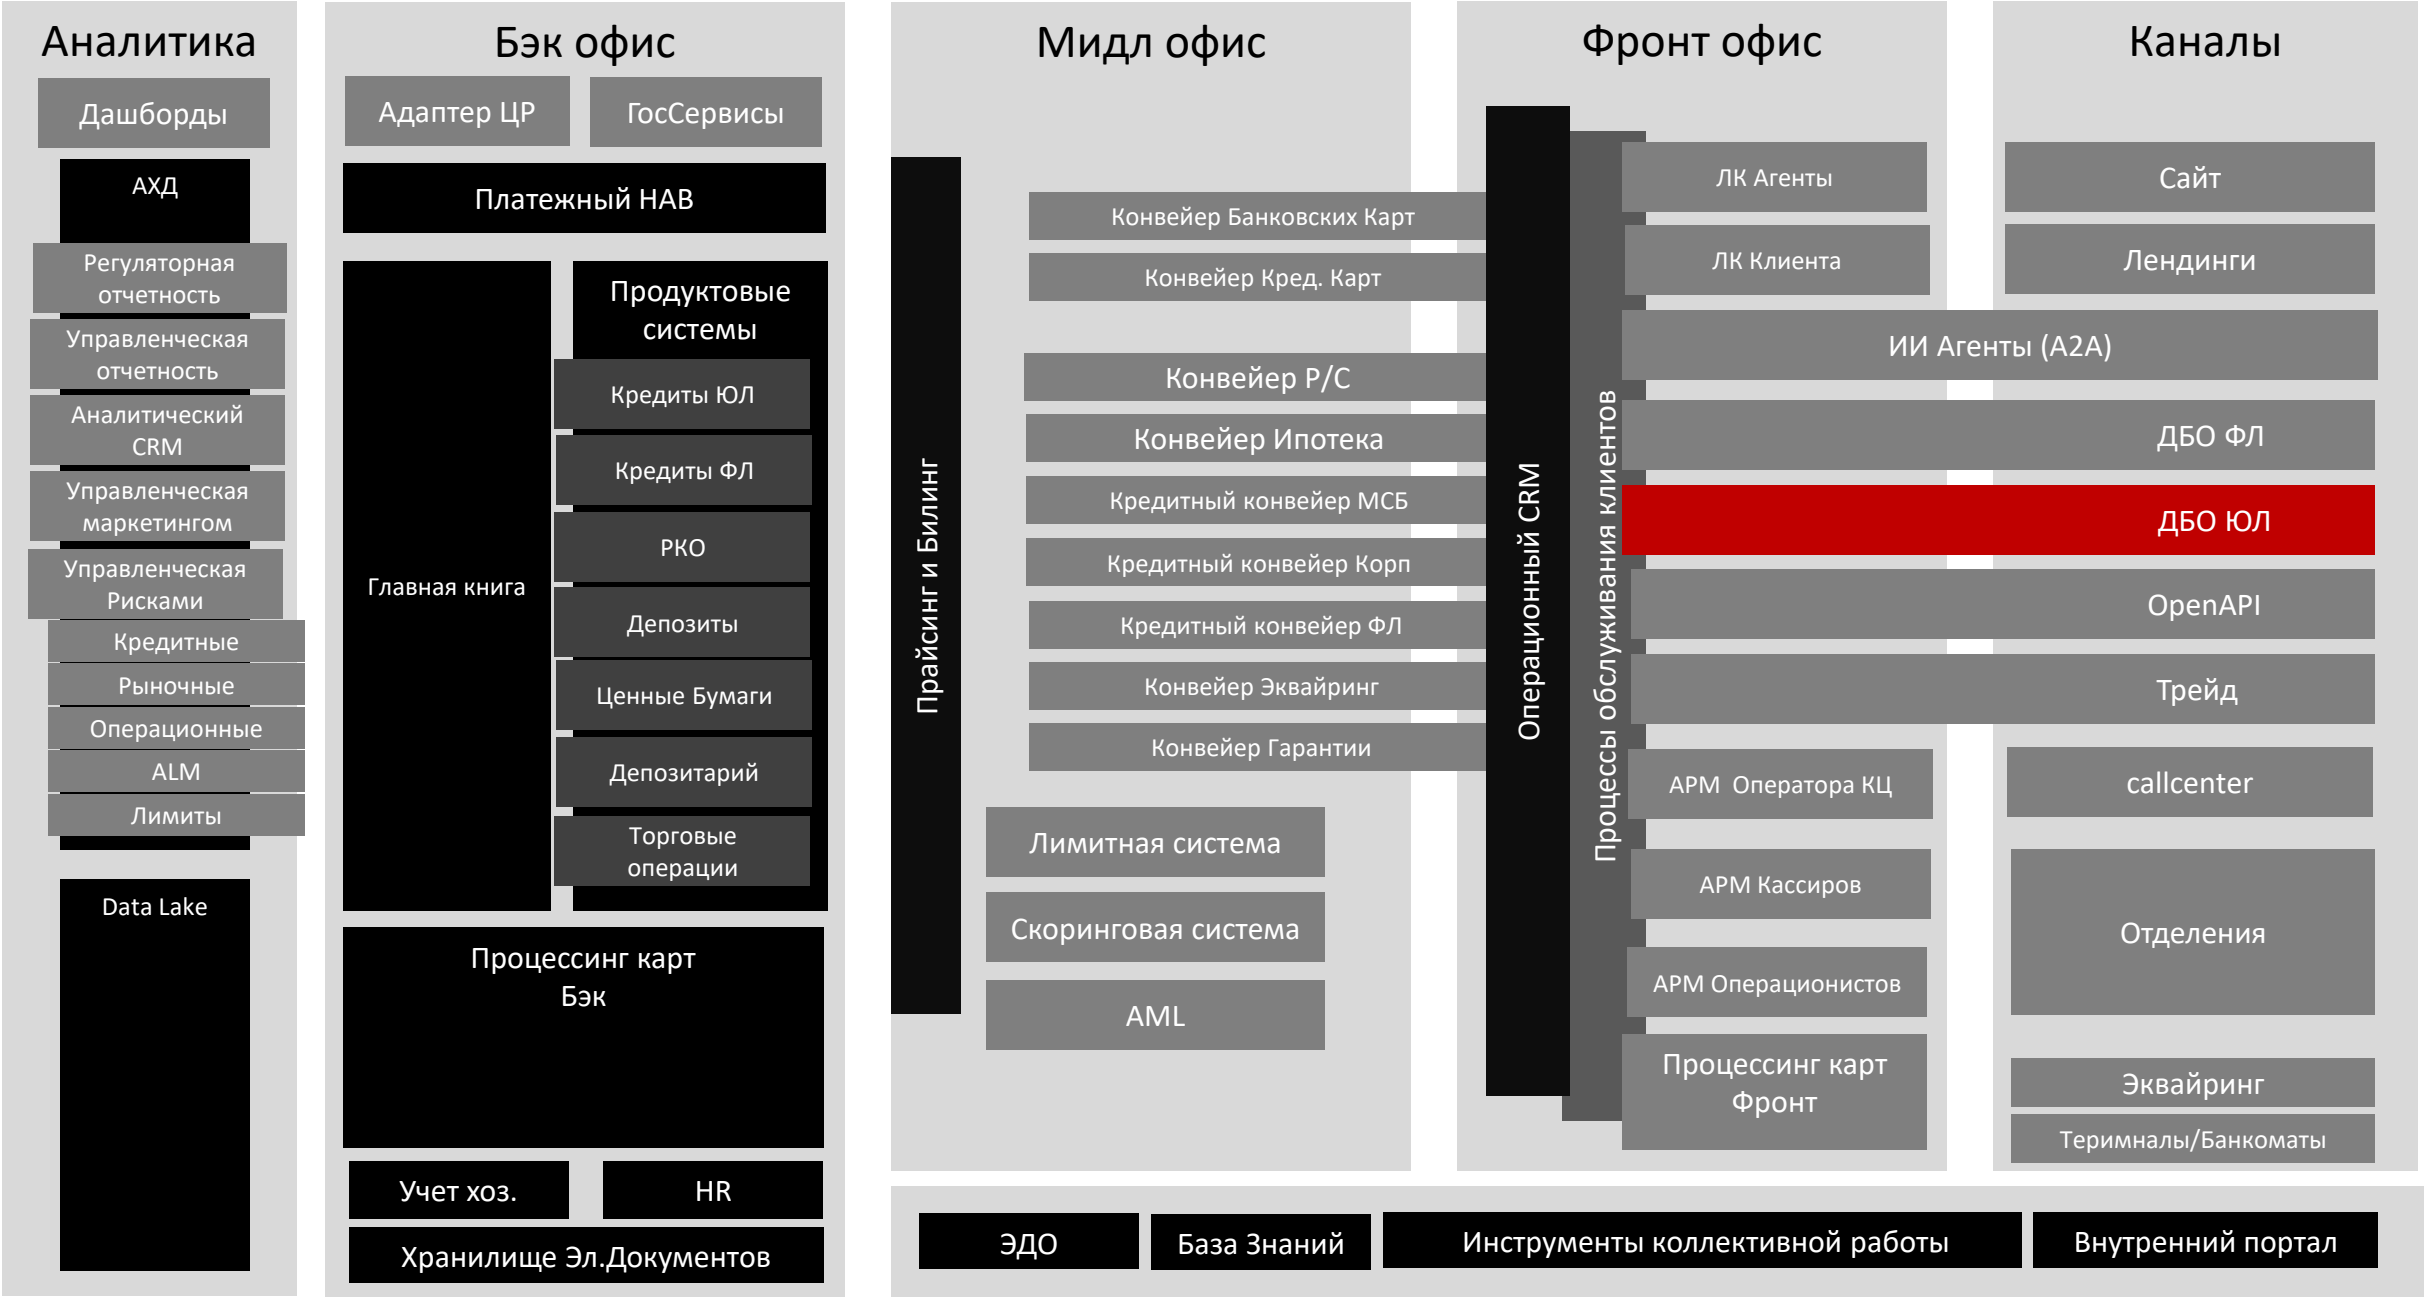 Аналитика
Дашборды
АХД
Регуляторная
отчетность
Управленческая
отчетность
Аналитический
CRM
Управленческая
маркетингом
Управленческая
Рисками
Кредитные
Рыночные
Операционные
ALM
Лимиты
Data Lake
Бэк офис
Адаптер ЦР
ГосСервисы
Платежный HAB
Главная книга
Продуктовые
системы
Кредиты ЮЛ
Кредиты ФЛ
РКО
Депозиты
Ценные Бумаги
Депозитарий
Торговые
операции
Процессинг карт
Бэк
Учет хоз.
HR
Хранилище Эл.Документов
Мидл офис
Прайсинг и Билинг
Конвейер Банковских Карт
Конвейер Кред. Карт
Конвейер Р/С
Конвейер Ипотека
Кредитный конвейер МСБ
Кредитный конвейер Корп
Кредитный конвейер ФЛ
Конвейер Эквайринг
Конвейер Гарантии
Лимитная система
Скоринговая система
AML
Фронт офис
Операционный CRM
Процессы обслуживания клиентов
ЛК Агенты
ЛК Клиента
ИИ Агенты (A2A)
АРМ  Оператора КЦ
АРМ Кассиров
АРМ Операционистов
Процессинг карт
Фронт
Каналы
Сайт
Лендинги
ДБО ФЛ
ДБО ЮЛ
OpenAPI
Трейд
callcenter
Отделения
Эквайринг
Теримналы/Банкоматы
ЭДО
База Знаний
Инструменты коллективной работы
Внутренний портал